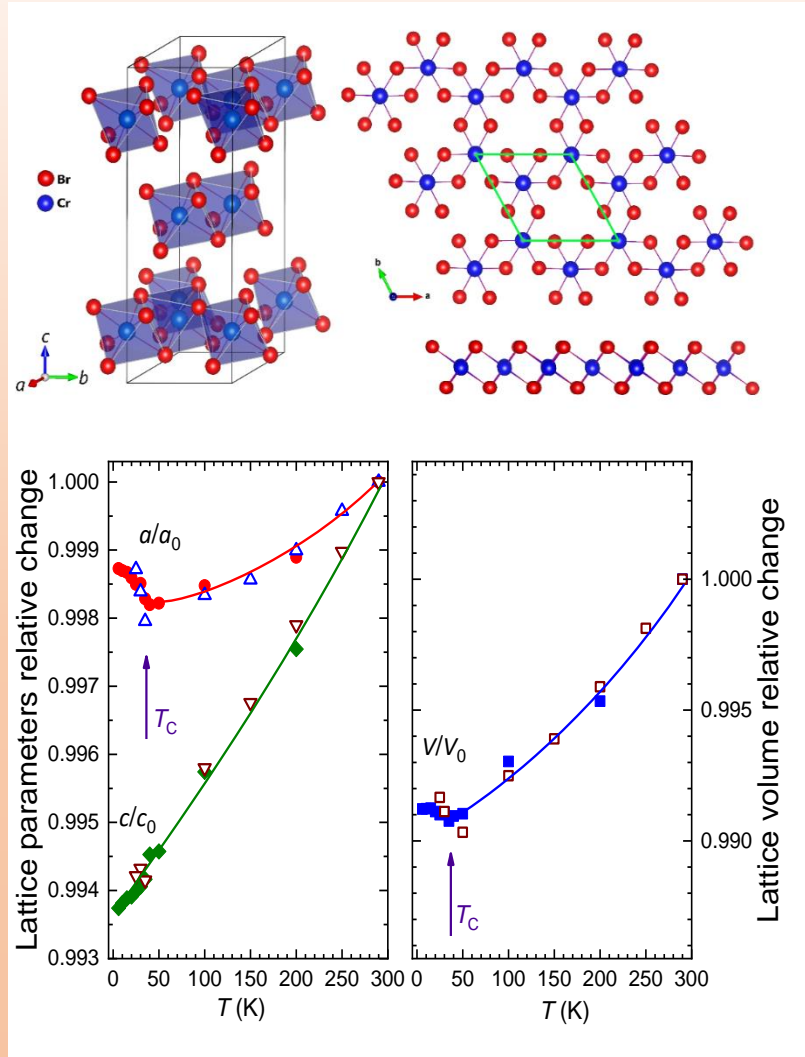 Br
Cr
c
a
b
b
a
Lattice parameters relative change
1.000
0.999
0.998
0.997
0.996
0.995
0.994
0.993
a/a0
TC
c/c0
0 50 100 150 200 250 300
T (K)
V/V0
TC
0 50 100 150 200 250 300
T (K)
1.000
0.995
0.990
Lattice volume relative change